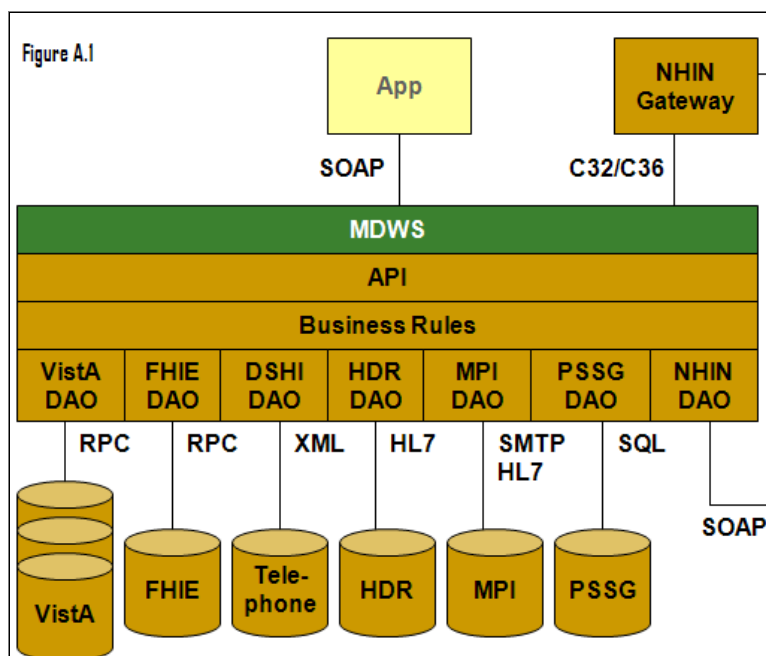 Figure A.1
App
NHIN
Gateway
SOAP
C32/C36
MDWS
API
Business Rules
VistA
DAO
FHIE
DAO
DSHI
DAO
HDR
DAO
MPI
DAO
PSSG
DAO
NHIN
DAO
RPC
RPC
XML
HL7
SMTP
HL7
SQL
SOAP
VistA
FHIE
Tele-
phone
HDR
MPI
PSSG